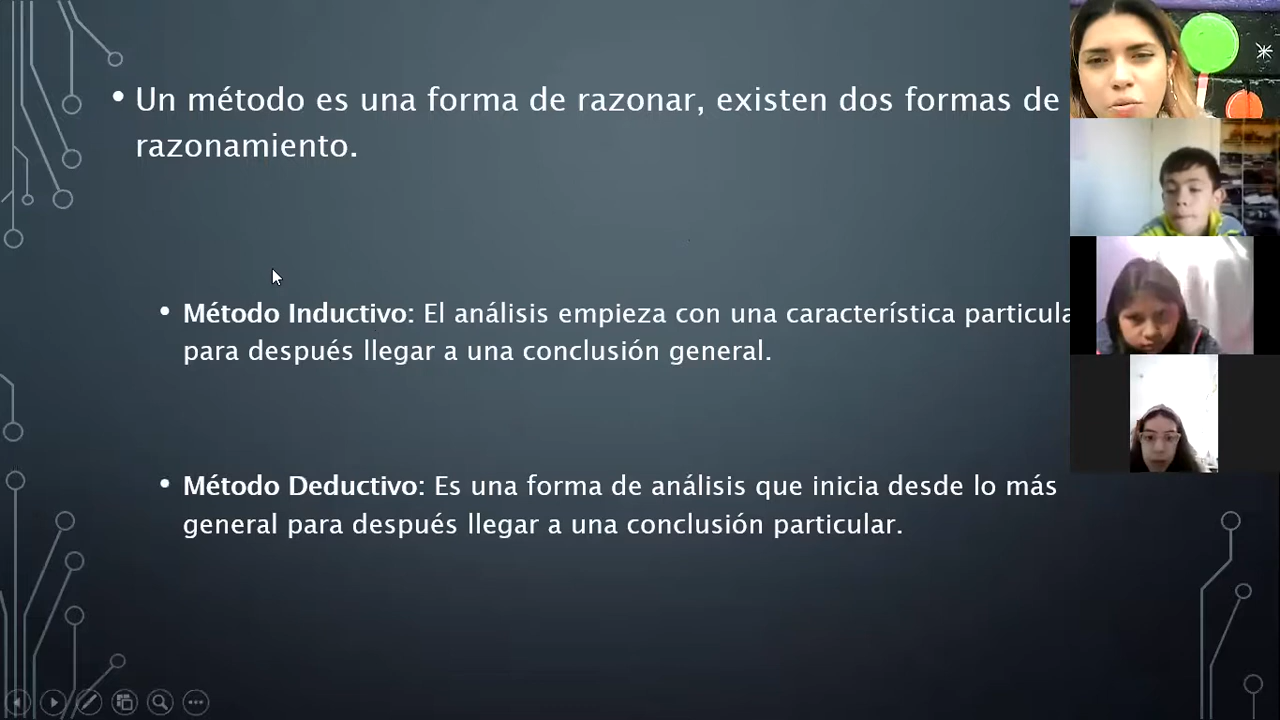 • Un método es una forma de razonar, existen dos formas de
razonamiento.
• Método Inductivo: El análisis empieza con una característica particula
para después llegar a una conclusión general.
• Método Deductivo: Es una forma de análisis que inicia desde lo más
general para después llegar a una conclusión particular.